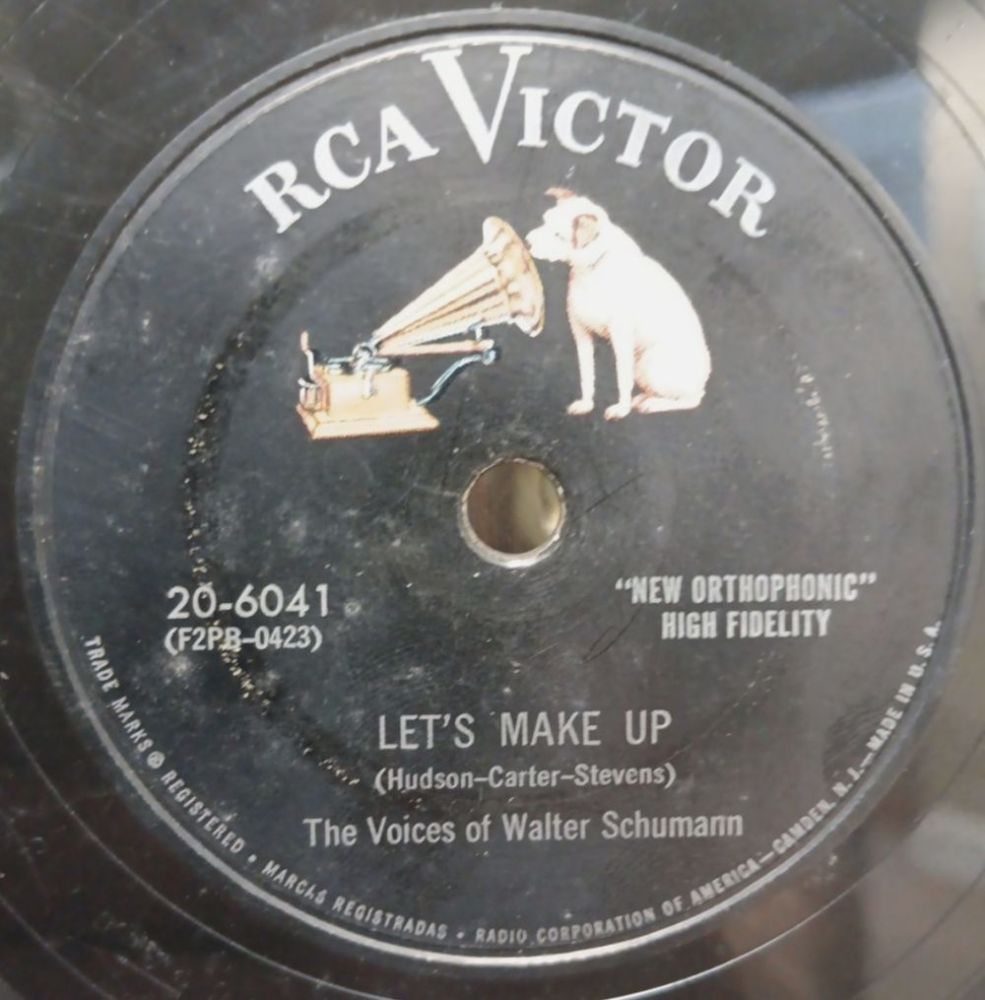 RCA VICTOR
20-6041
(F2PB-0423)
"NEW ORTHOPHONIC"
HIGH FIDELITY
LET'S MAKE UP
(Hudson-Carter-Stevens)
The Voices of Walter Schumann
TRADE MARKS ® REGISTERED • MARCAS REGISTRADAS • RADIO CORPORATION OF AMERICA—CAMDEN, N. J.—MADE IN U. S. A.